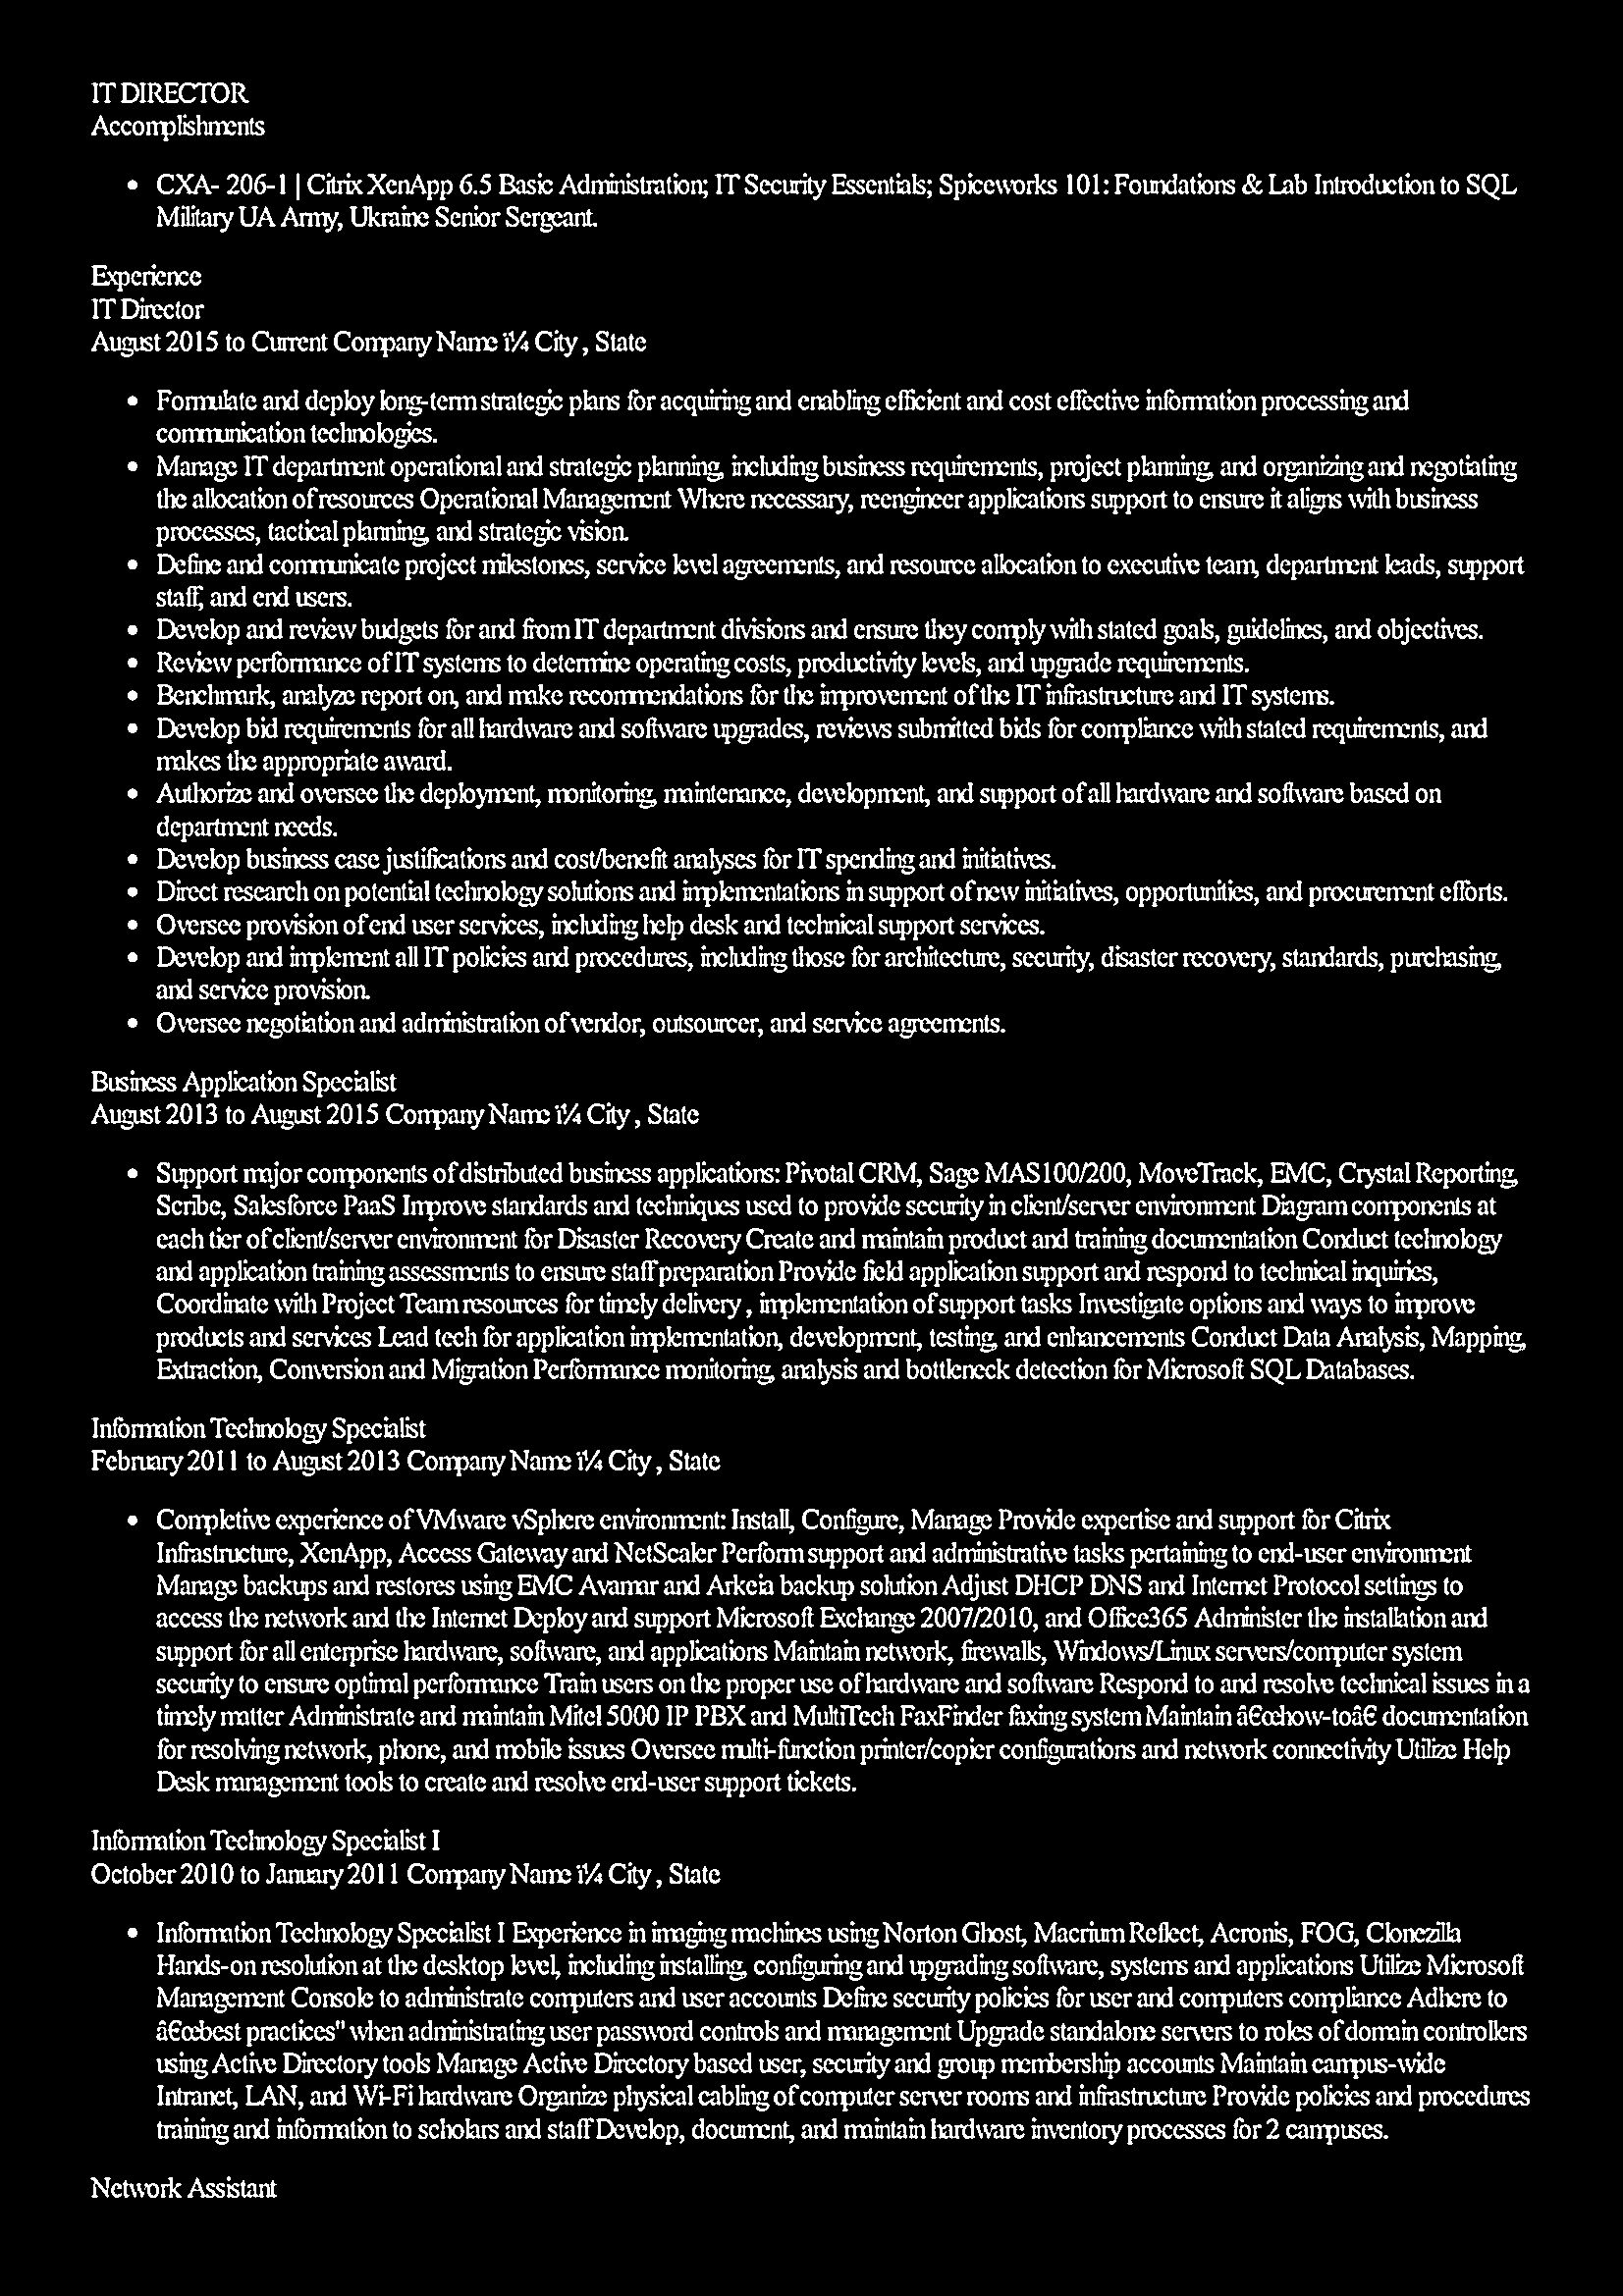 IT DIRECTOR
Accomplishments
• CXA- 206-1 | Citrix XenApp 6.5 Basic Administration; IT Security Essentials; Spiceworks 101: Foundations & Lab Introduction to SQL
Military UA Army, Ukraine Senior Sergeant.
Experience
IT Director
August 2015 to Current Company Name ï¼ City , State
• Formulate and deploy long-term strategic plans for acquiring and enabling efficient and cost effective information processing and
communication technologies.
• Manage IT department operational and strategic planning, including business requirements, project planning, and organizing and negotiating
the allocation of resources Operational Management Where necessary, reengineer applications support to ensure it aligns with business
processes, tactical planning, and strategic vision.
• Define and communicate project milestones, service level agreements, and resource allocation to executive team, department leads, support
staff, and end users.
• Develop and review budgets for and from IT department divisions and ensure they comply with stated goals, guidelines, and objectives.
• Review performance of IT systems to determine operating costs, productivity levels, and upgrade requirements.
• Benchmark, analyze report on, and make recommendations for the improvement of the IT infrastructure and IT systems.
• Develop bid requirements for all hardware and software upgrades, reviews submitted bids for compliance with stated requirements, and
makes the appropriate award.
• Authorize and oversee the deployment, monitoring, maintenance, development, and support of all hardware and software based on
department needs.
• Develop business case justifications and cost/benefit analyses for IT spending and initiatives.
• Direct research on potential technology solutions and implementations in support of new initiatives, opportunities, and procurement efforts.
• Oversee provision of end user services, including help desk and technical support services.
• Develop and implement all IT policies and procedures, including those for architecture, security, disaster recovery, standards, purchasing,
and service provision.
• Oversee negotiation and administration of vendor, outsourcer, and service agreements.
Business Application Specialist
August 2013 to August 2015 Company Name ï¼ City , State
• Support major components of distributed business applications: Pivotal CRM, Sage MAS100/200, MoveTrack, EMC, Crystal Reporting,
Scribe, Salesforce PaaS Improve standards and techniques used to provide security in client/server environment Diagram components at
each tier of client/server environment for Disaster Recovery Create and maintain product and training documentation Conduct technology
and application training assessments to ensure staff preparation Provide field application support and respond to technical inquiries,
Coordinate with Project Team resources for timely delivery , implementation of support tasks Investigate options and ways to improve
products and services Lead tech for application implementation, development, testing, and enhancements Conduct Data Analysis, Mapping,
Extraction, Conversion and Migration Performance monitoring, analysis and bottleneck detection for Microsoft SQL Databases.
Information Technology Specialist
February 2011 to August 2013 Company Name ï¼ City , State
• Completive experience of VMware vSphere environment: Install, Configure, Manage Provide expertise and support for Citrix
Infrastructure, XenApp, Access Gateway and NetScaler Perform support and administrative tasks pertaining to end-user environment
Manage backups and restores using EMC Avamar and Arkeia backup solution Adjust DHCP DNS and Internet Protocol settings to
access the network and the Internet Deploy and support Microsoft Exchange 2007/2010, and Office365 Administer the installation and
support for all enterprise hardware, software, and applications Maintain network, firewalls, Windows/Linux servers/computer system
security to ensure optimal performance Train users on the proper use of hardware and software Respond to and resolve technical issues in a
timely matter Administrate and maintain Mitel 5000 IP PBX and MultiTech FaxFinder faxing system Maintain â€œhow-toâ€ documentation
for resolving network, phone, and mobile issues Oversee multi-function printer/copier configurations and network connectivity Utilize Help
Desk management tools to create and resolve end-user support tickets.
Information Technology Specialist I
October 2010 to January 2011 Company Name ï¼ City , State
• Information Technology Specialist I Experience in imaging machines using Norton Ghost, Macrium Reflect, Acronis, FOG, Clonezilla
Hands-on resolution at the desktop level, including installing, configuring and upgrading software, systems and applications Utilize Microsoft
Management Console to administrate computers and user accounts Define security policies for user and computers compliance Adhere to
â€œbest practices" when administrating user password controls and management Upgrade standalone servers to roles of domain controllers
using Active Directory tools Manage Active Directory based user, security and group membership accounts Maintain campus-wide
Intranet, LAN, and Wi-Fi hardware Organize physical cabling of computer server rooms and infrastructure Provide policies and procedures
training and information to scholars and staff Develop, document, and maintain hardware inventory processes for 2 campuses.
Network Assistant